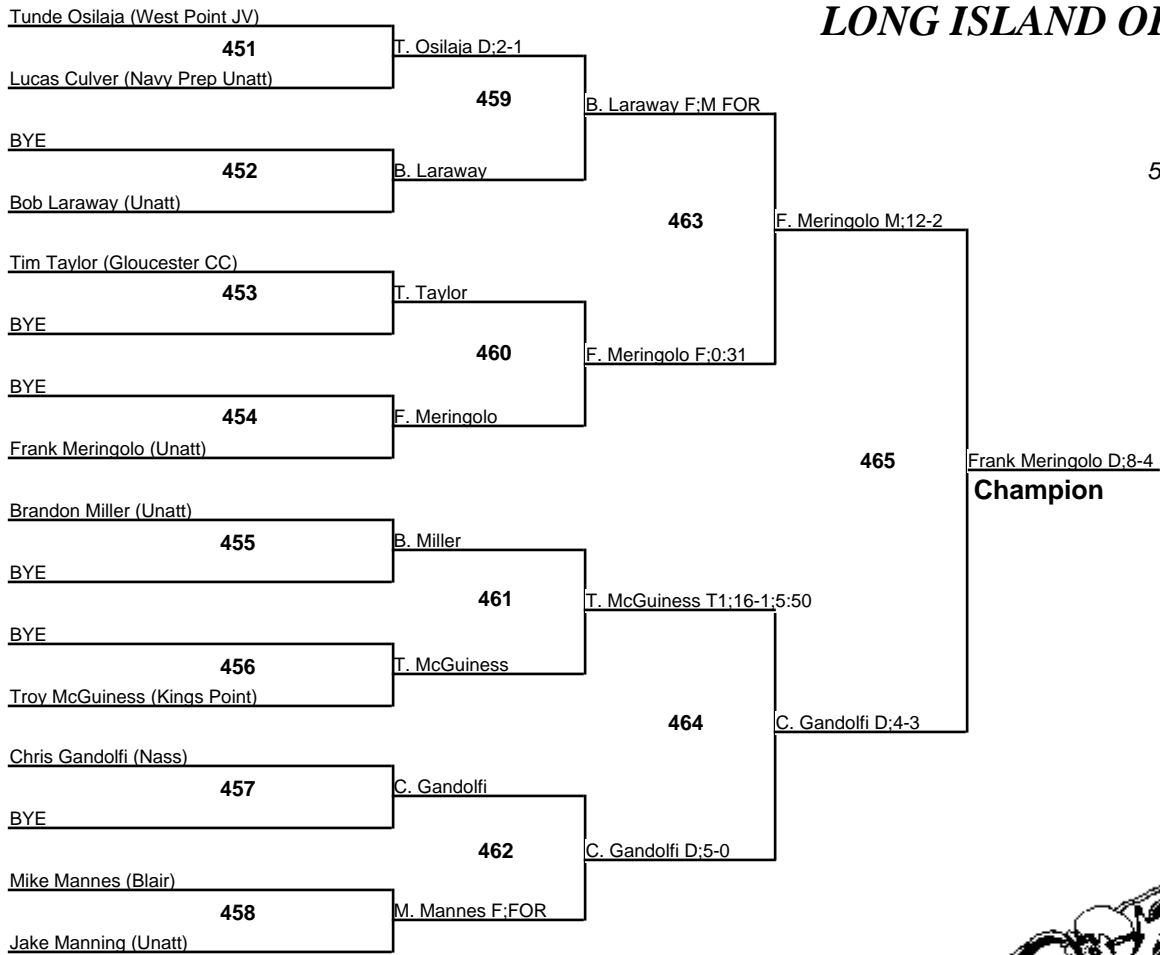 LONG ISLAND
5
Tunde Osilaja (West Point JV)
451
Lucas Culver (Navy Prep Unatt)
T. Osilaja D;2-1
459
BYE
452
Bob Laraway (Unatt)
B. Laraway
B. Laraway F;M FOR
463
Tim Taylor (Gloucester CC)
453
BYE
T. Taylor
460
BYE
454
Frank Meringolo (Unatt)
F. Meringolo
F. Meringolo F;0:31
F. Meringolo M;12-2
465
Frank Meringolo D;8-4
Champion
Brandon Miller (Unatt)
455
BYE
B. Miller
461
BYE
456
Troy McGuiness (Kings Point)
T. McGuiness
T. McGuiness T1;16-1;5:50
464
Chris Gandolfi (Nass)
457
BYE
C. Gandolfi
462
Mike Mannes (Blair)
458
Jake Manning (Unatt)
M. Mannes F;FOR
C. Gandolfi D;5-0
C. Gandolfi D;4-3